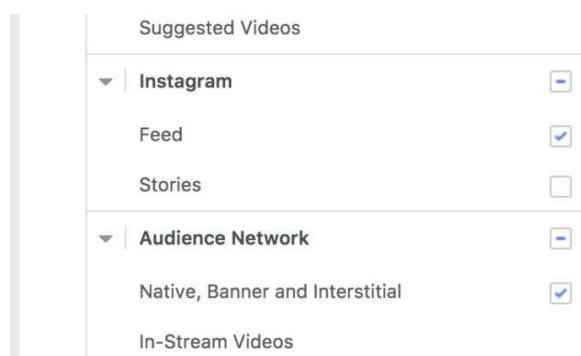 Suggested Videos
Instagram
Feed
Stories
Audience Network
Native, Banner and Interstitial
In-Stream Videos